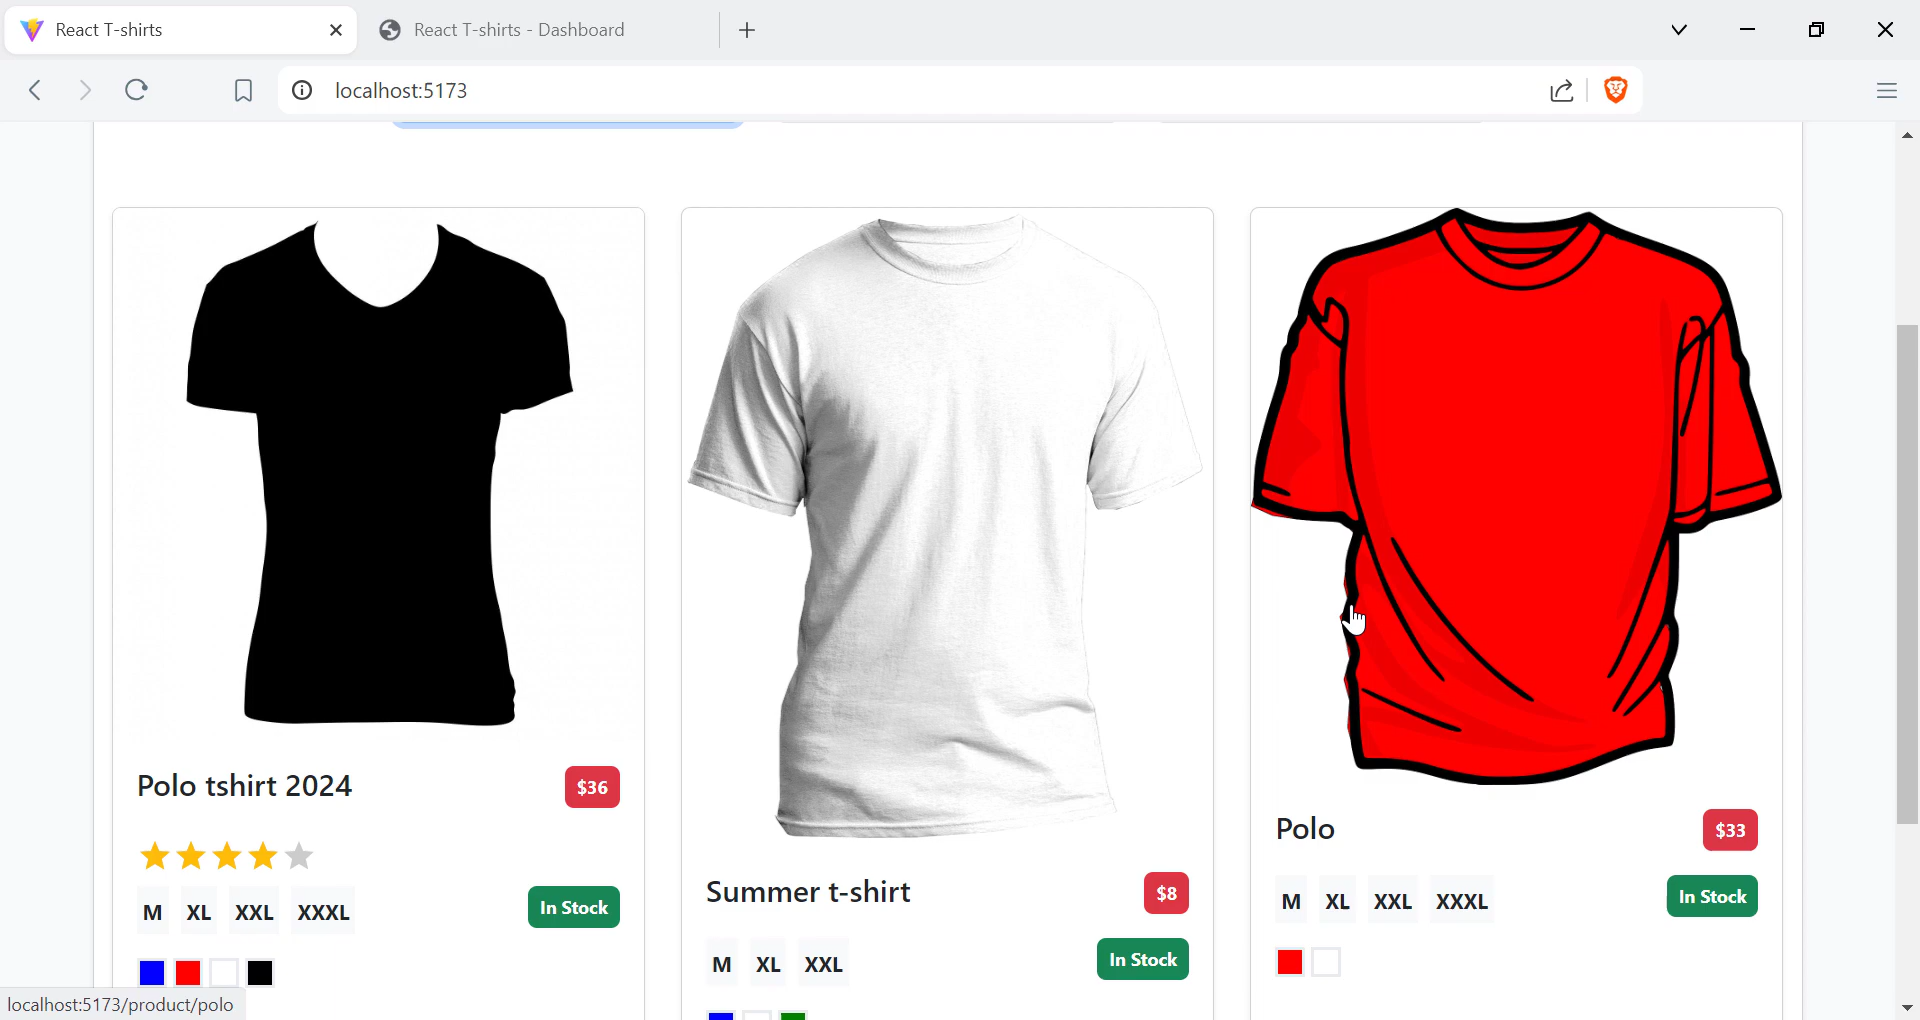 React T-shirts
React T-shirts - Dashboard
localhost:5173
Polo tshirt 2024
$36
M XL XXL XXXL
In Stock
Summer t-shirt
$8
M XL XXL
In Stock
Polo
$33
M XL XXL XXXL
In Stock
localhost:5173/product/polo